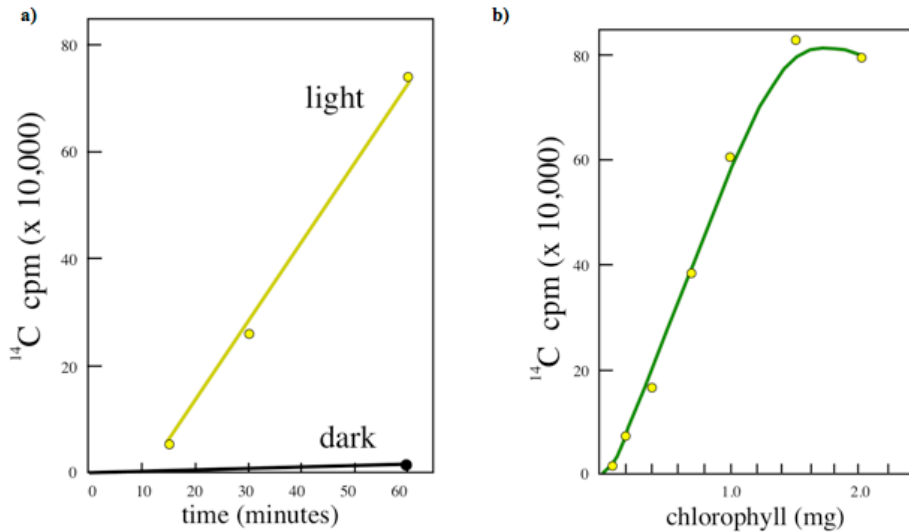 a)
80
60
40
20
0
¹⁴C cpm (x 10,000)
light
dark
0 10 20 30 40 50 60
time (minutes)
b)
80
60
40
20
0
¹⁴C cpm (x 10,000)
1.0 2.0
chlorophyll (mg)